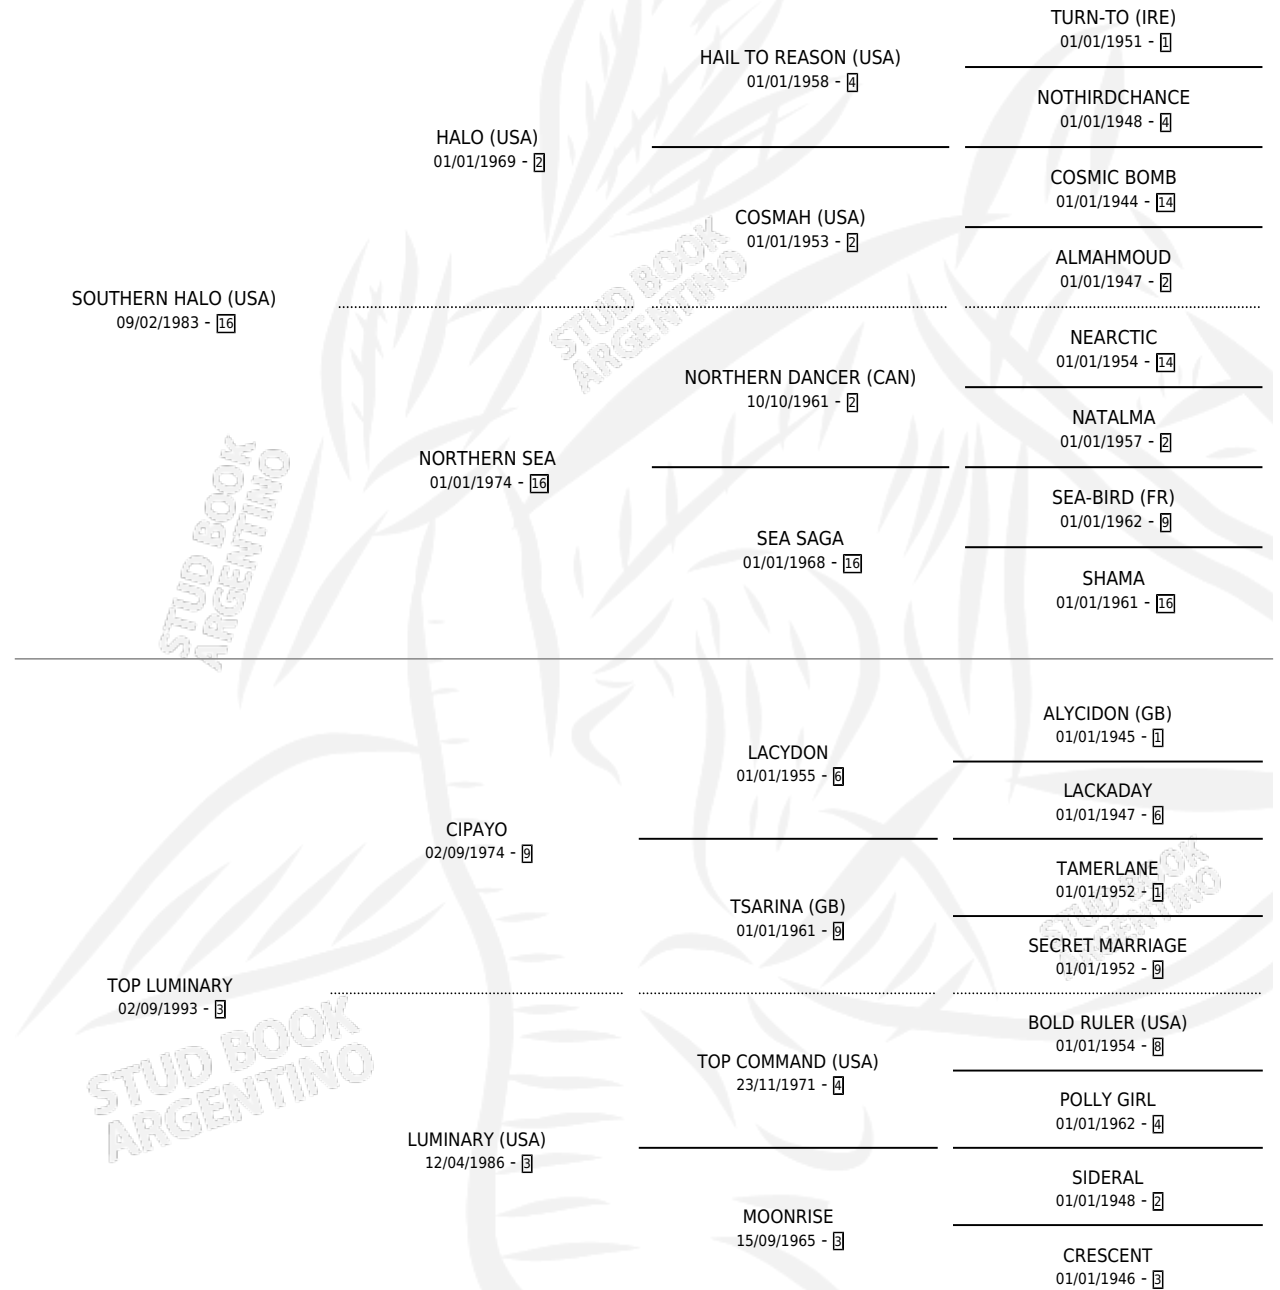 TURN-TO (IRE)
01/01/1951 - 1
HAIL TO REASON (USA)
01/01/1958 - 4
NOTHIRDCHANCE
01/01/1948 - 4
HALO (USA)
01/01/1969 - 2
COSMIC BOMB
01/01/1944 - 14
COSMAH (USA)
01/01/1953 - 2
ALMAHMOUD
01/01/1947 - 2
SOUTHERN HALO (USA)
09/02/1983 - 16
STUD BOOK
ARGENTINO
NEARCTIC
01/01/1954 - 14
NORTHERN DANCER (CAN)
10/10/1961 - 2
NATALMA
01/01/1957 - 2
NORTHERN SEA
01/01/1974 - 16
SEA-BIRD (FR)
01/01/1962 - 9
SEA SAGA
01/01/1968 - 16
SHAMA
01/01/1961 - 16
STUD BOOK
ARGENTINO
ALYCIDON (GB)
01/01/1945 - 1
LACYDON
01/01/1955 - 6
LACKADAY
01/01/1947 - 6
CIPAYO
02/09/1974 - 9
TAMERLANE
01/01/1952 - 1
TSARINA (GB)
01/01/1961 - 9
SECRET MARRIAGE
01/01/1952 - 9
STUD BOOK
ARGENTINO
TOP LUMINARY
02/09/1993 - 3
STUD BOOK
ARGENTINO
BOLD RULER (USA)
01/01/1954 - 8
TOP COMMAND (USA)
23/11/1971 - 4
POLLY GIRL
01/01/1962 - 4
LUMINARY (USA)
12/04/1986 - 3
SIDERAL
01/01/1948 - 2
MOONRISE
15/09/1965 - 3
CRESCENT
01/01/1946 - 3